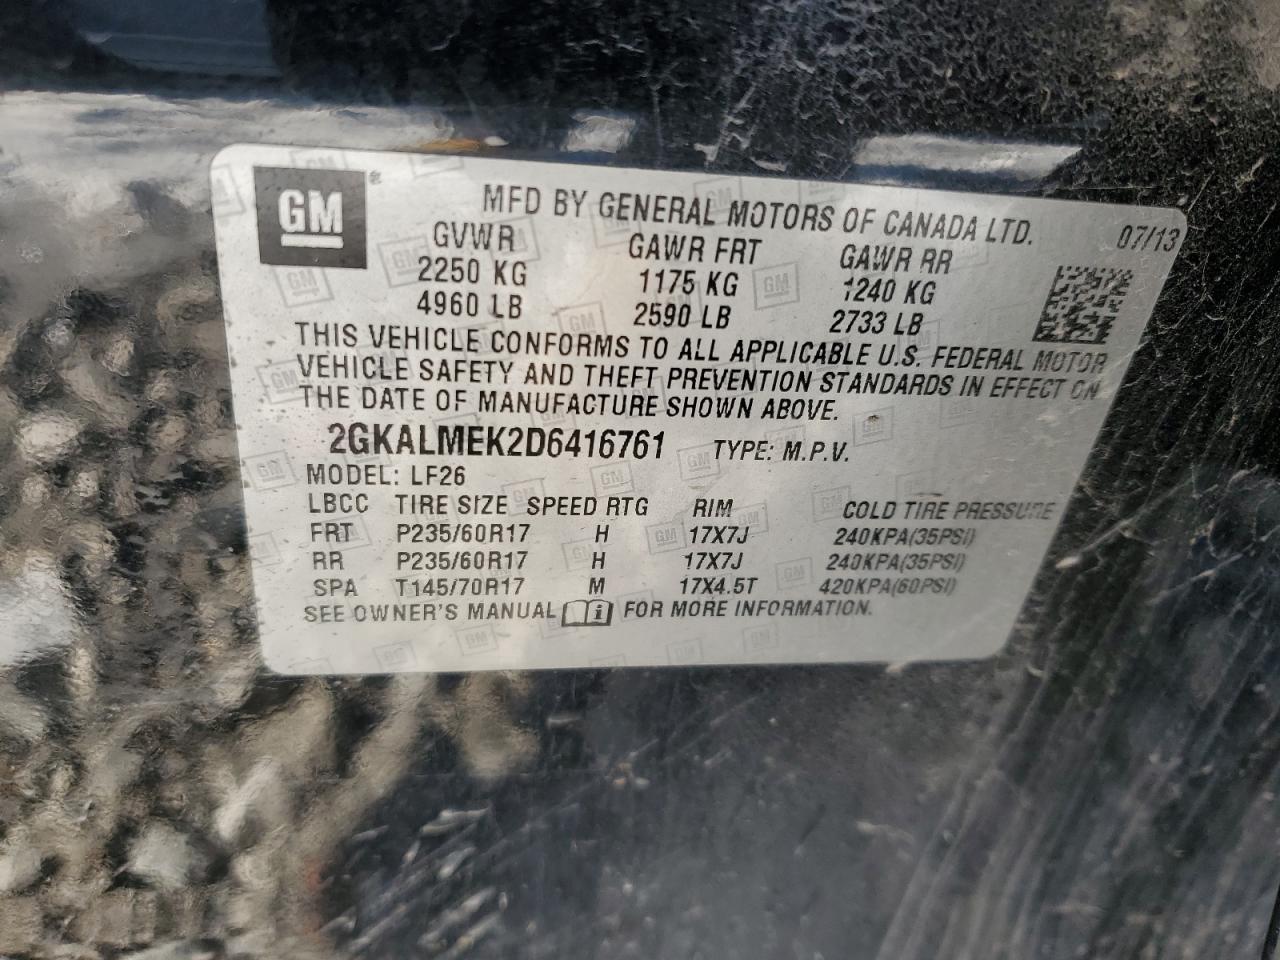 GM®
MFD BY GENERAL MOTORS OF CANADA LTD. 07/13
GVWR GAWR FRT GAWR RR
2250 KG 1175 KG 1240 KG
4960 LB 2590 LB 2733 LB
THIS VEHICLE CONFORMS TO ALL APPLICABLE U.S. FEDERAL MOTOR
VEHICLE SAFETY AND THEFT PREVENTION STANDARDS IN EFFECT ON
THE DATE OF MANUFACTURE SHOWN ABOVE.
2GKALMEK2D6416761 TYPE: M.P.V.
MODEL: LF26
LBCC TIRE SIZE SPEED RTG RIM COLD TIRE PRESSURE
FRT P235/60R17 H 17X7J 240KPA(35PSI)
RR P235/60R17 H 17X7J 240KPA(35PSI)
SPA T145/70R17 M 17X4.5T 420KPA(60PSI)
SEE OWNER'S MANUAL i FOR MORE INFORMATION.